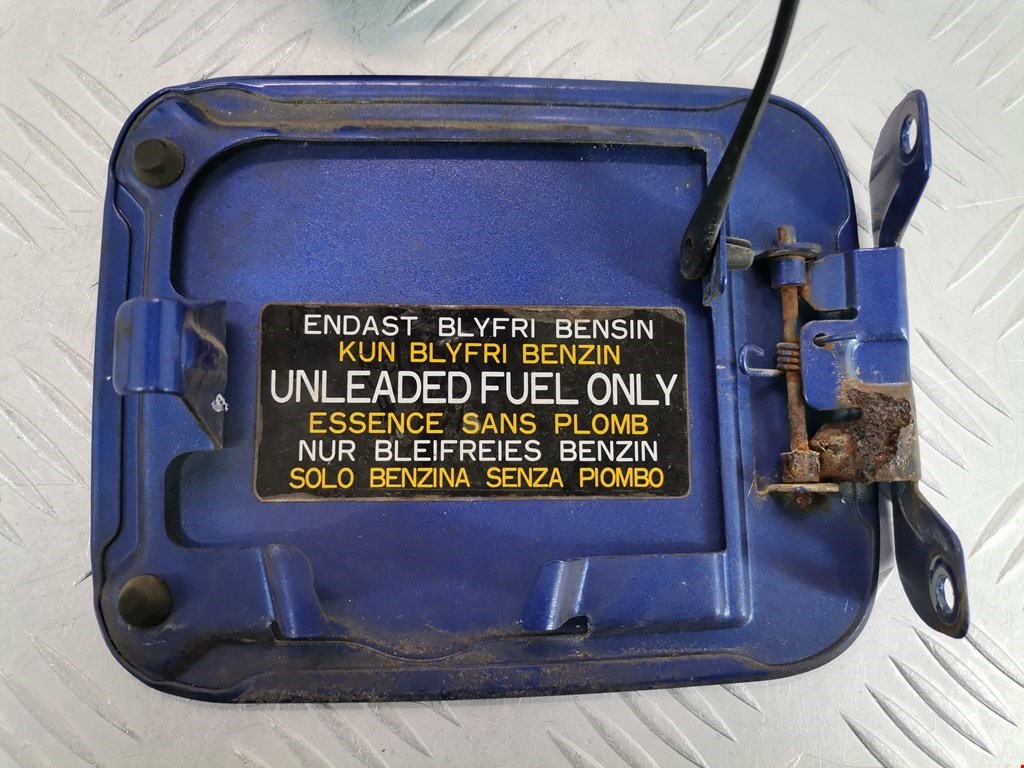 ENDAST BLYFRI BENSIN
KUN BLYFRI BENZIN
UNLEADED FUEL ONLY
ESSENCE SANS PLOMB
NUR BLEIFREIES BENZIN
SOLO BENZINA SENZA PIOMBO